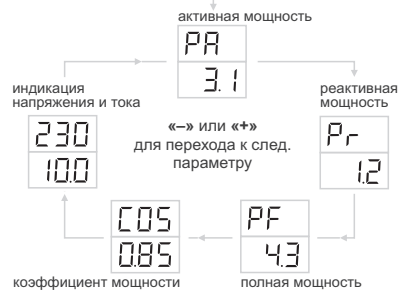 активная мощность
PA
3.1
индикация
напряжения и тока
230
10.0
«–» или «+»
для перехода к след.
параметру
реактивная
мощность
Pr
1.2
COS
0.85
PF
4.3
коэффициент мощности
полная мощность